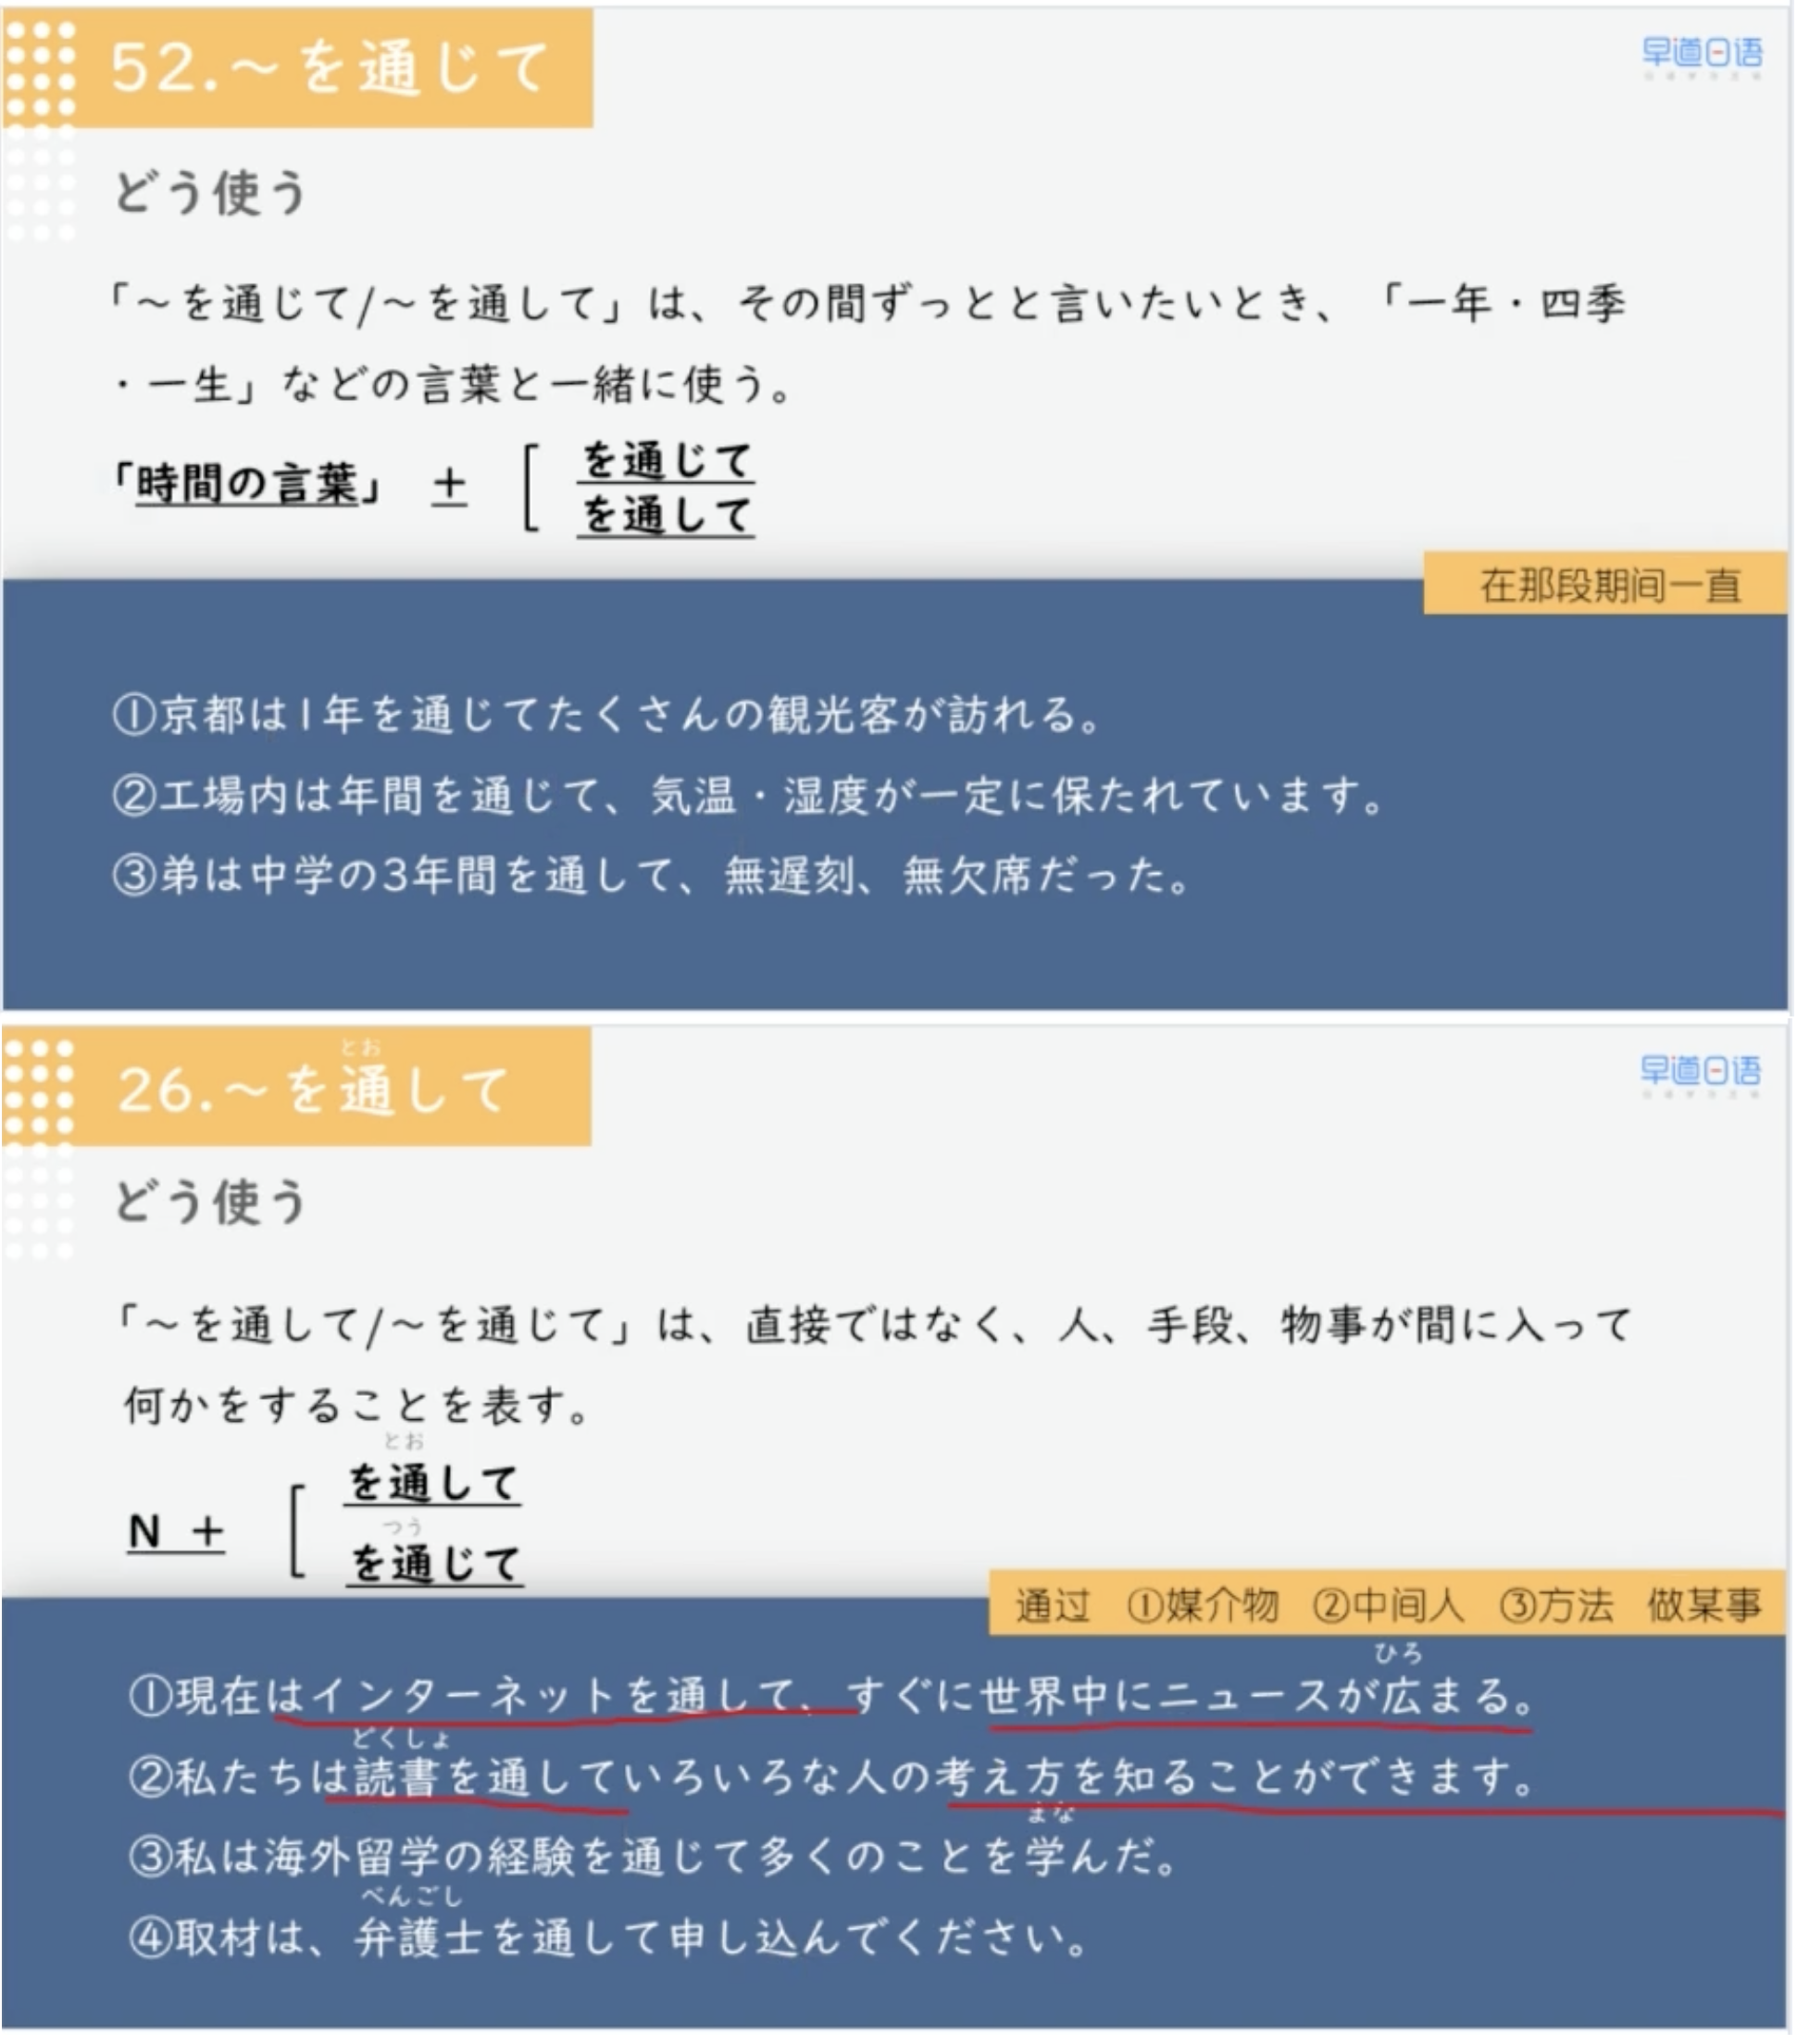 52.～を通じて
早道日语
どう使う
「～を通じて/～を通して」は、その間ずっとと言いたいとき、「一年・四季
・一生」などの言葉と一緒に使う。
「時間の言葉」 + [ を通じて
を通して
在那段期间一直
①京都は1年を通じてたくさんの観光客が訪れる。
②工場内は年間を通じて、気温・湿度が一定に保たれています。
③弟は中学の3年間を通して、無遅刻、無欠席だった。
とお
26.～を通して
早道日语
どう使う
「～を通して/～を通じて」は、直接ではなく、人、手段、物事が間に入って
何かをすることを表す。
とお
を通して
N + [
つう
を通じて
通过 ①媒介物 ②中间人 ③方法 做某事
ひろ
①現在はインターネットを通して、すぐに世界中にニュースが広まる。
どくしょ
②私たちは読書を通していろいろな人の考え方を知ることができます。
まな
③私は海外留学の経験を通じて多くのことを学んだ。
べんごし
④取材は、弁護士を通して申し込んでください。